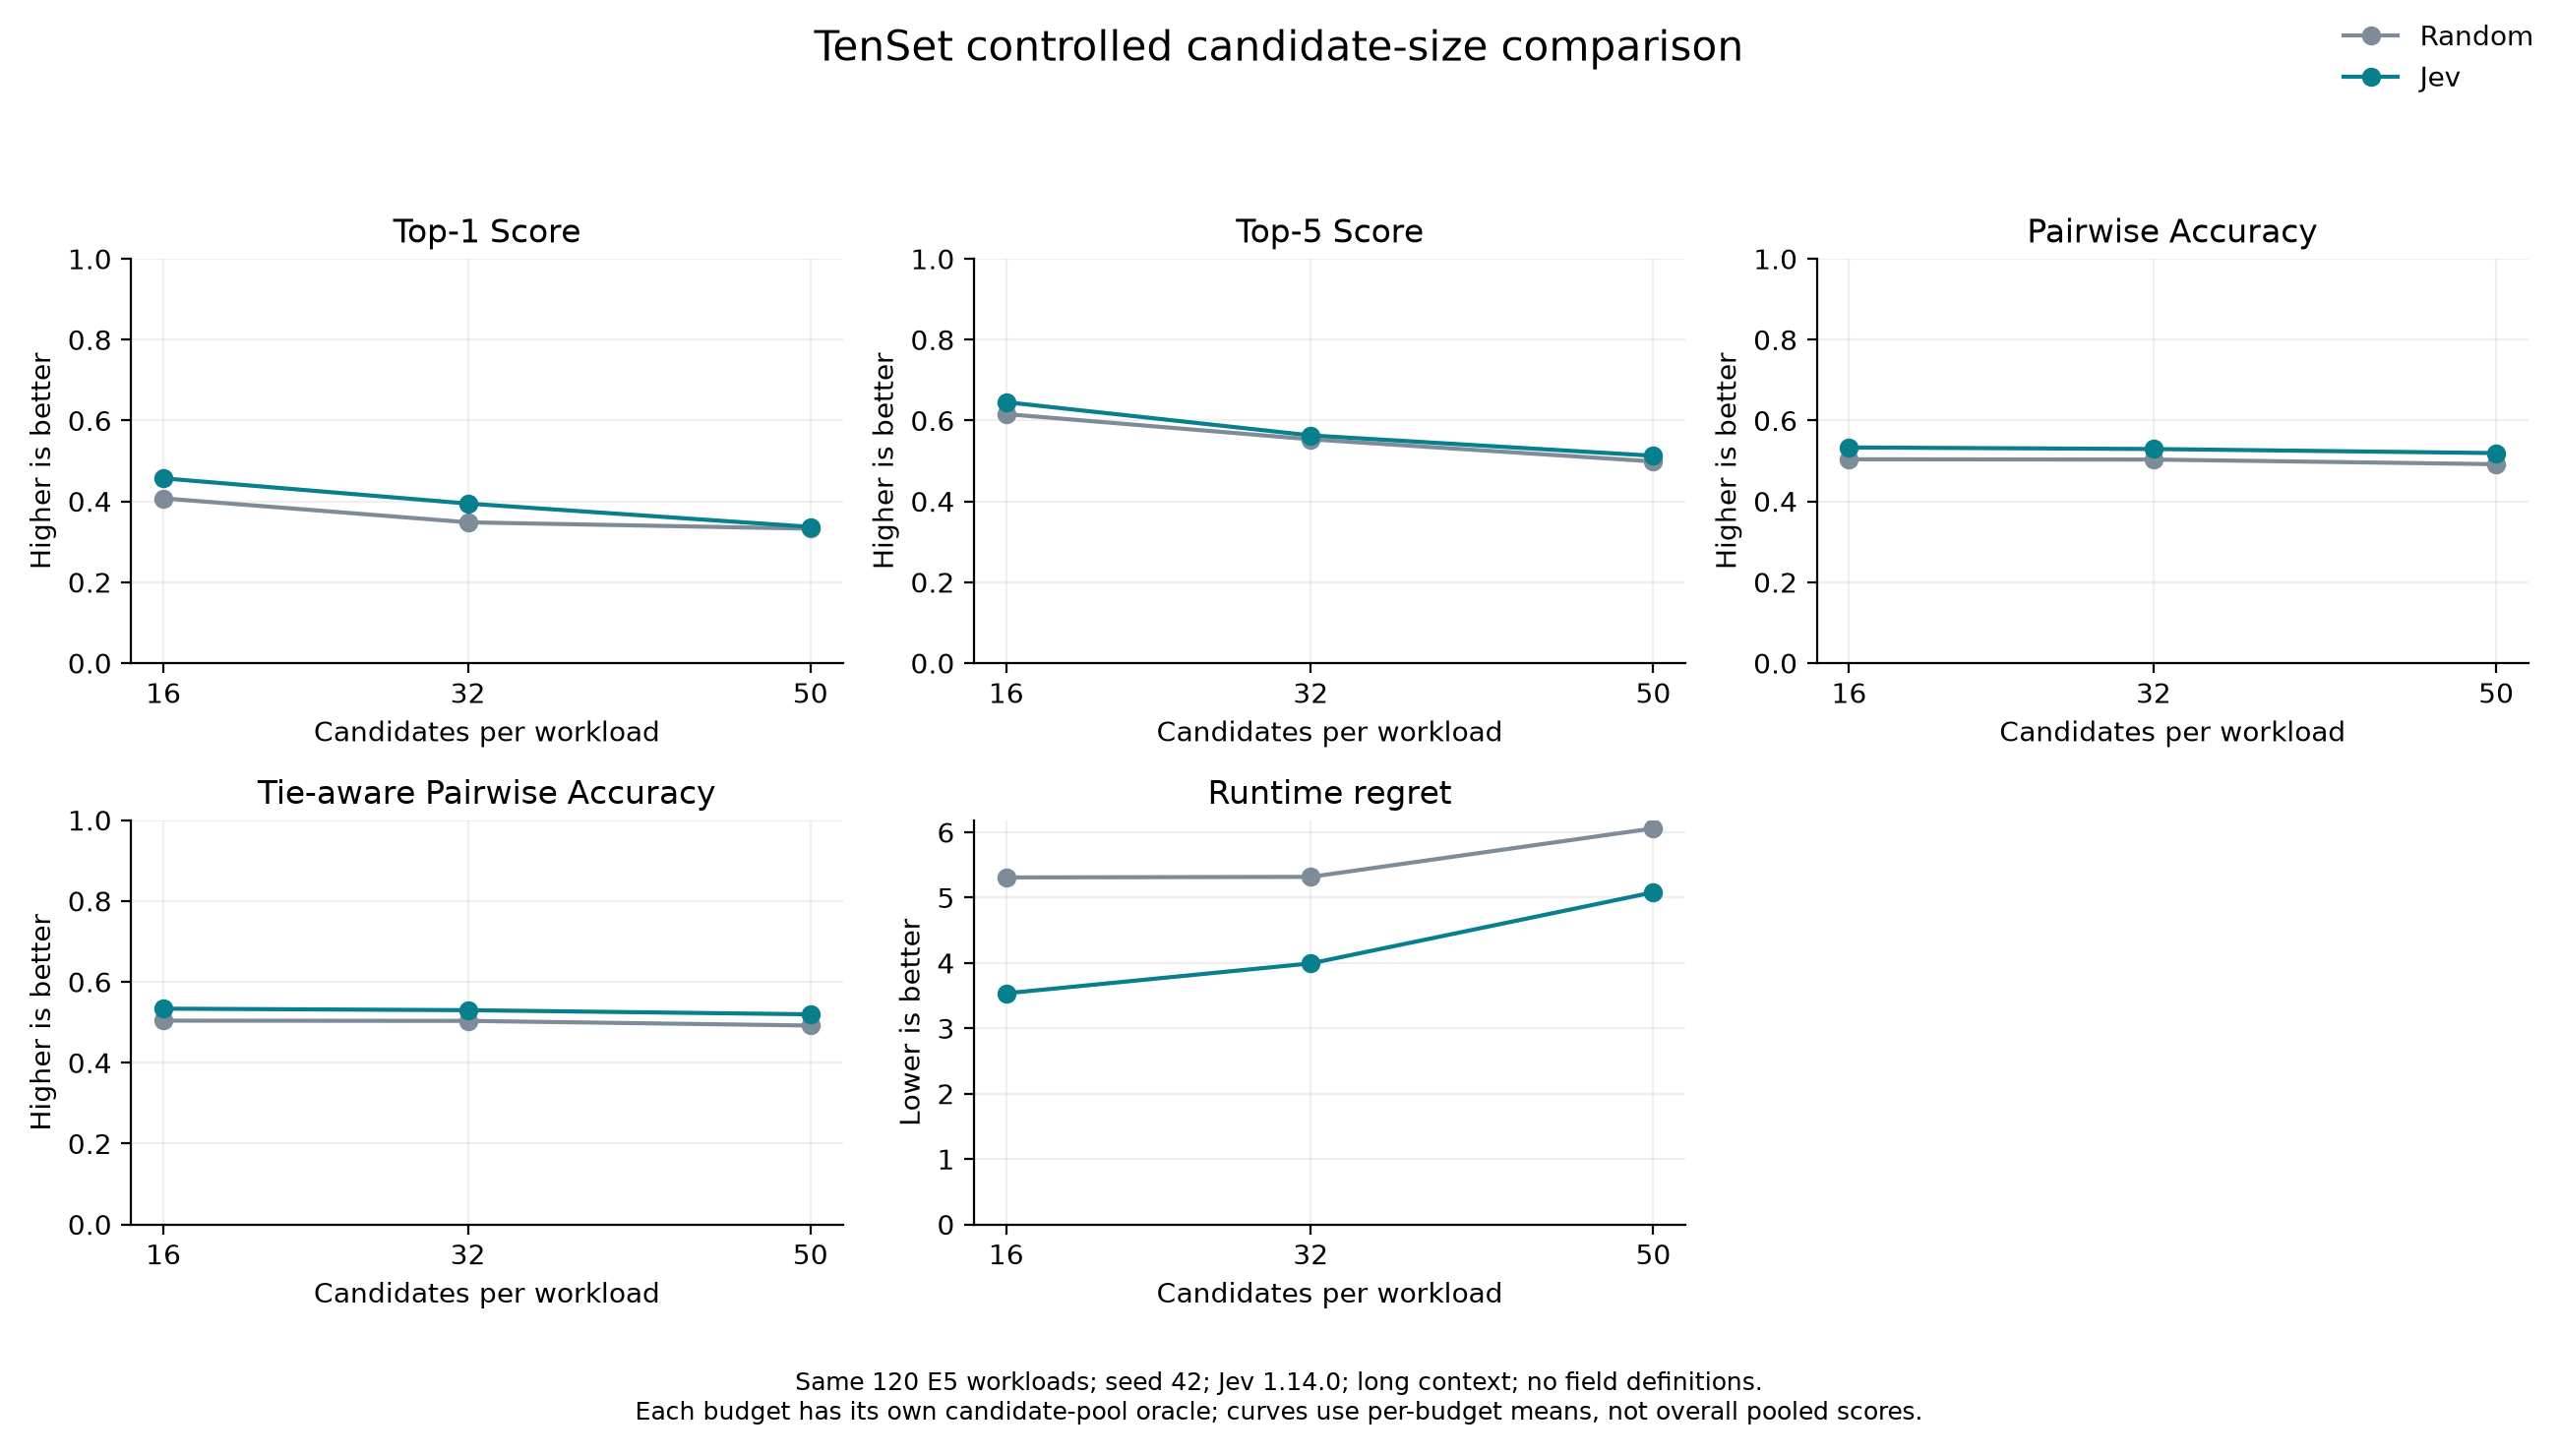 TenSet controlled candidate-size comparison
Random
Jev
Top-1 Score
1.0
0.8
0.6
0.4
0.2
0.0
Higher is better
16 32 50
Candidates per workload
Top-5 Score
1.0
0.8
0.6
0.4
0.2
0.0
Higher is better
16 32 50
Candidates per workload
Pairwise Accuracy
1.0
0.8
0.6
0.4
0.2
0.0
Higher is better
16 32 50
Candidates per workload
Tie-aware Pairwise Accuracy
1.0
0.8
0.6
0.4
0.2
0.0
Higher is better
16 32 50
Candidates per workload
Runtime regret
6
5
4
3
2
1
0
Lower is better
16 32 50
Candidates per workload
Same 120 E5 workloads; seed 42; Jev 1.14.0; long context; no field definitions.
Each budget has its own candidate-pool oracle; curves use per-budget means, not overall pooled scores.